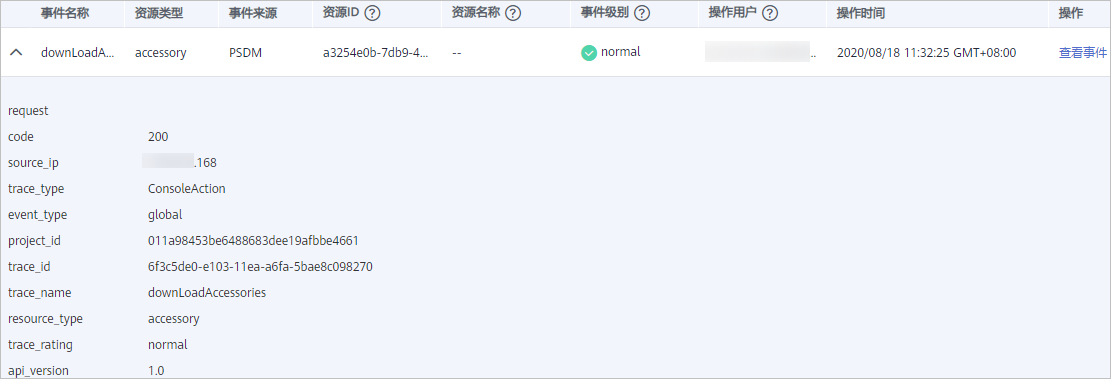 事件名称 资源类型 事件来源 资源ID ? 资源名称 ? 事件级别 ? 操作用户 ? 操作时间 操作
downLoadA... accessory PSDM a3254e0b-7db9-4... -- normal .. 2020/08/18 11:32:25 GMT+08:00 查看事件
request
code 200
source_ip .168
trace_type ConsoleAction
event_type global
project_id 011a98453be6488683dee19afbbe4661
trace_id 6f3c5de0-e103-11ea-a6fa-5bae8c098270
trace_name downLoadAccessories
resource_type accessory
trace_rating normal
api_version 1.0